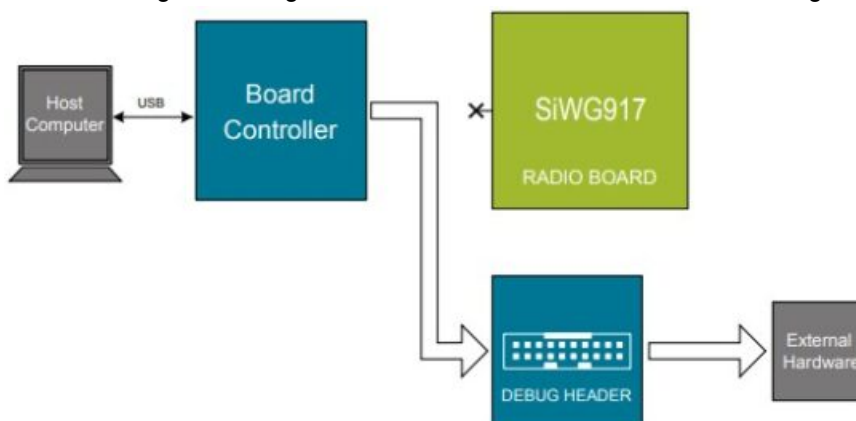 Host
Computer
USB
Board
Controller
SiWG917
RADIO BOARD
DEBUG HEADER
External
Hardware